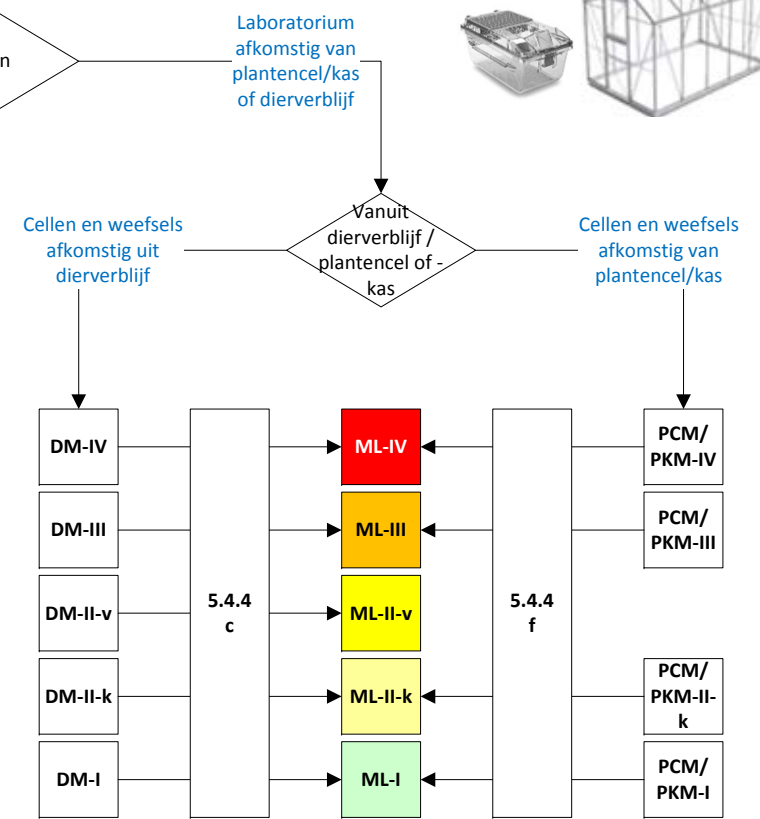 n
Laboratorium
afkomstig van
plantencel/kas
of dierverblijf
Vanuit
dierverblijf /
plantencel of -
kas
Cellen en weefsels
afkomstig uit
dierverblijf
Cellen en weefsels
afkomstig van
plantencel/kas
DM-IV
DM-III
DM-II-v
DM-II-k
DM-I
5.4.4
c
ML-IV
ML-III
ML-II-v
ML-II-k
ML-I
5.4.4
f
PCM/
PKM-IV
PCM/
PKM-III
PCM/
PKM-II-
k
PCM/
PKM-I